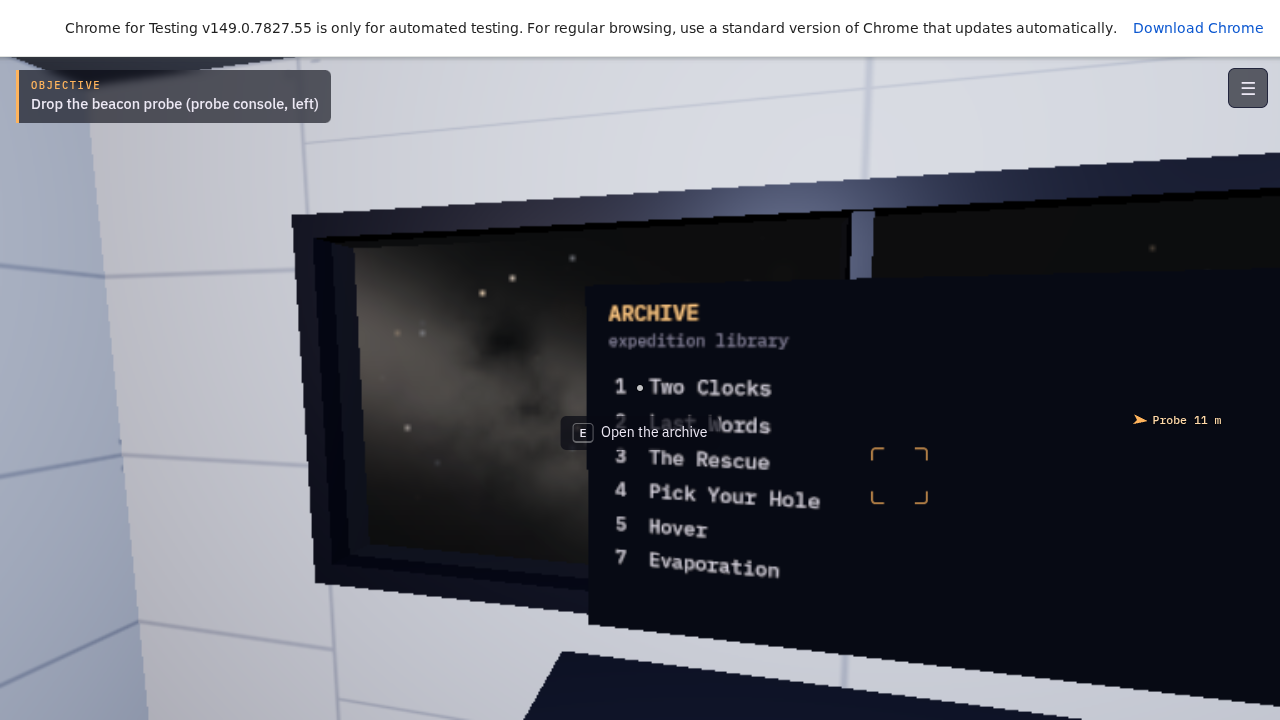 Chrome for Testing v149.0.7827.55 is only for automated testing. For regular browsing, use a standard version of Chrome that updates automatically. Download Chrome
OBJECTIVE
Drop the beacon probe (probe console, left)
ARCHIVE
expedition library
1 Two Clocks
2 Last Words
E Open the archive
Probe 11 m
3 The Rescue
4 Pick Your Hole
5 Hover
7 Evaporation